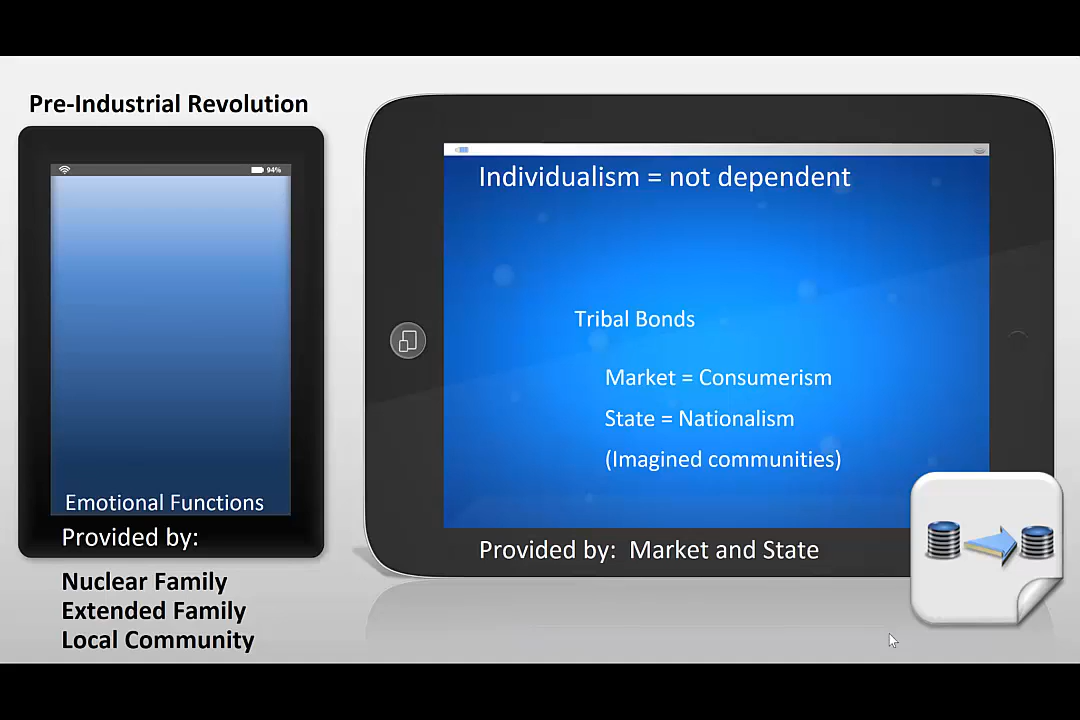 Pre-Industrial Revolution
94%
Emotional Functions
Provided by:
Nuclear Family
Extended Family
Local Community
Individualism = not dependent
Tribal Bonds
Market = Consumerism
State = Nationalism
(Imagined communities)
Provided by: Market and State